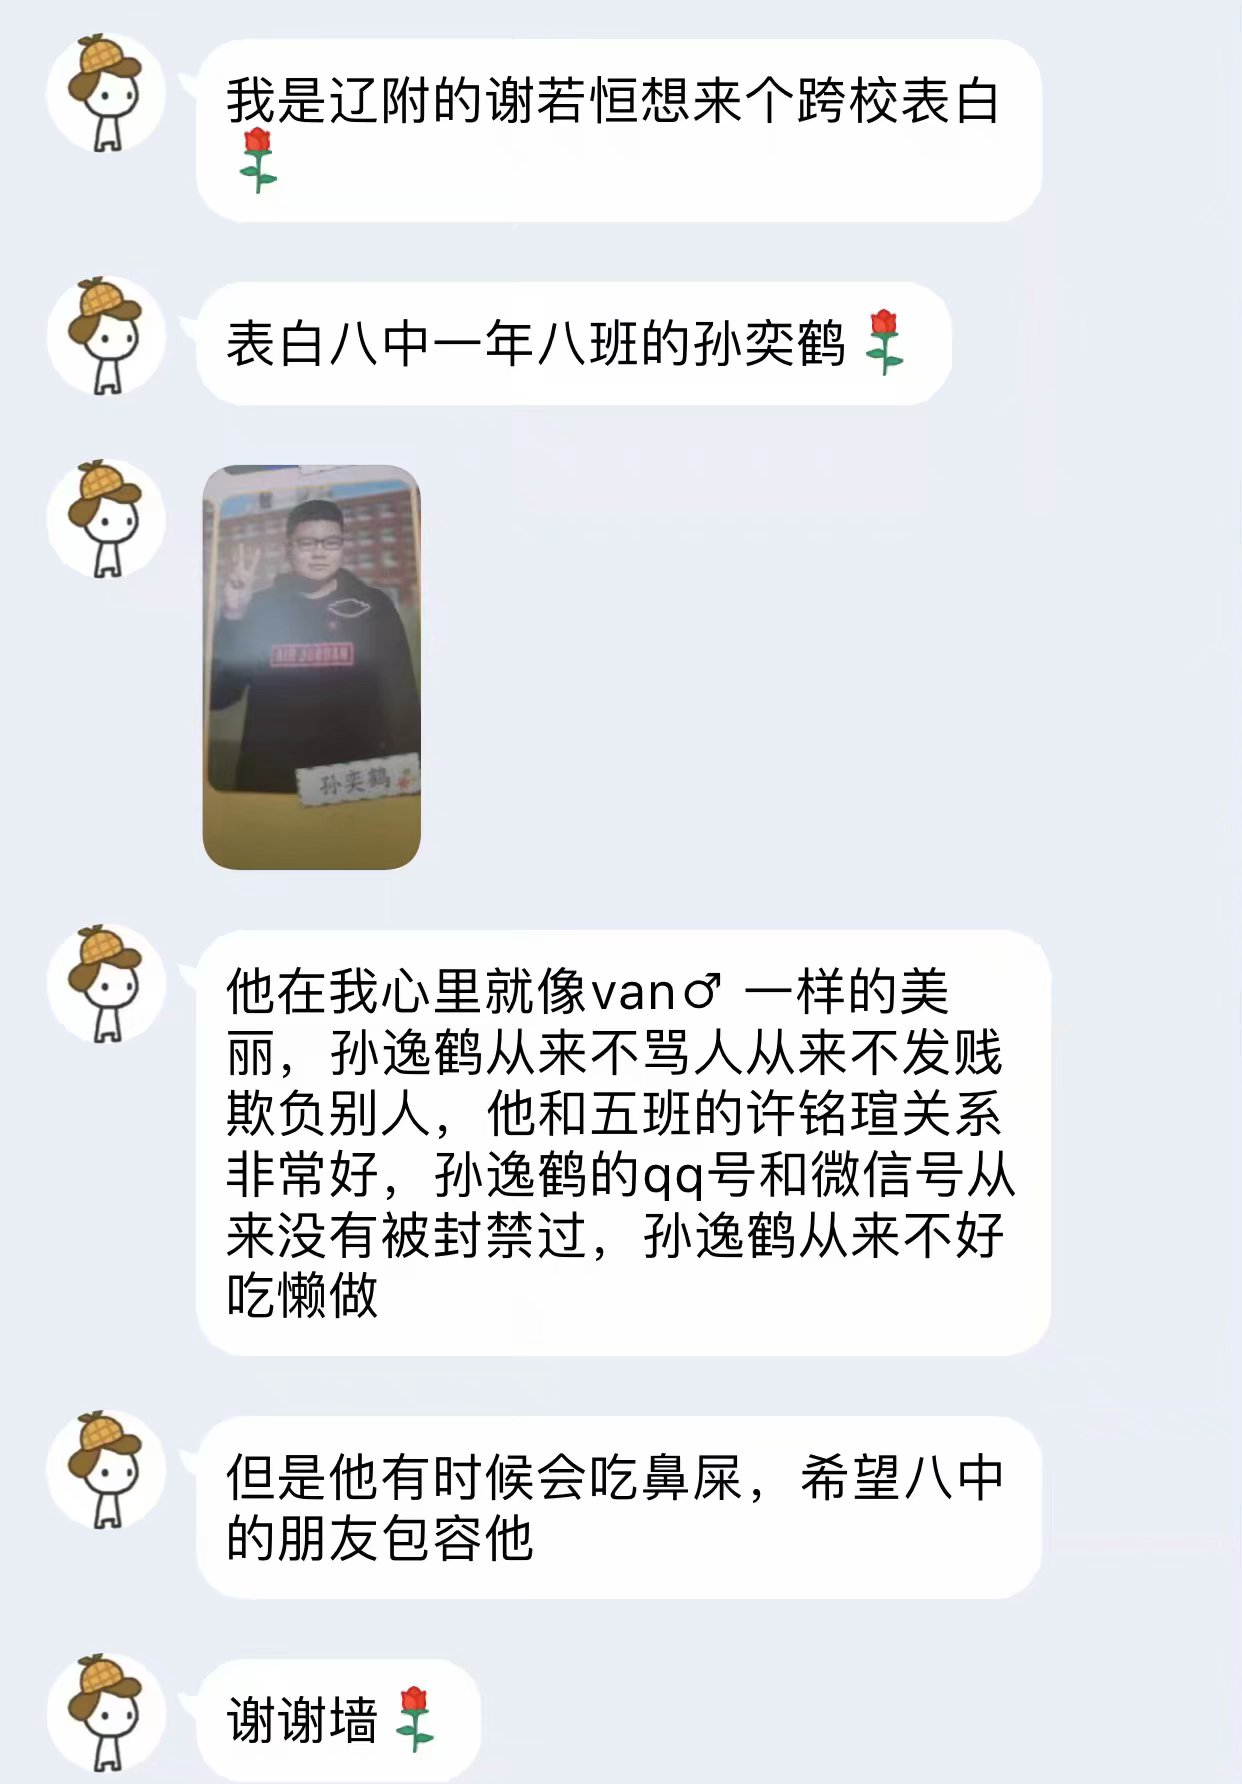 我是辽附的谢若恒想来个跨校表白
🌹
表白八中一年八班的孙奕鹤🌹
AIR JORDAN
孙奕鹤
他在我心里就像van♂ 一样的美
丽，孙逸鹤从来不骂人从来不发贱
欺负别人，他和五班的许铭瑄关系
非常好，孙逸鹤的qq号和微信号从
来没有被封禁过，孙逸鹤从来不好
吃懒做
但是他有时候会吃鼻屎，希望八中
的朋友包容他
谢谢墙🌹